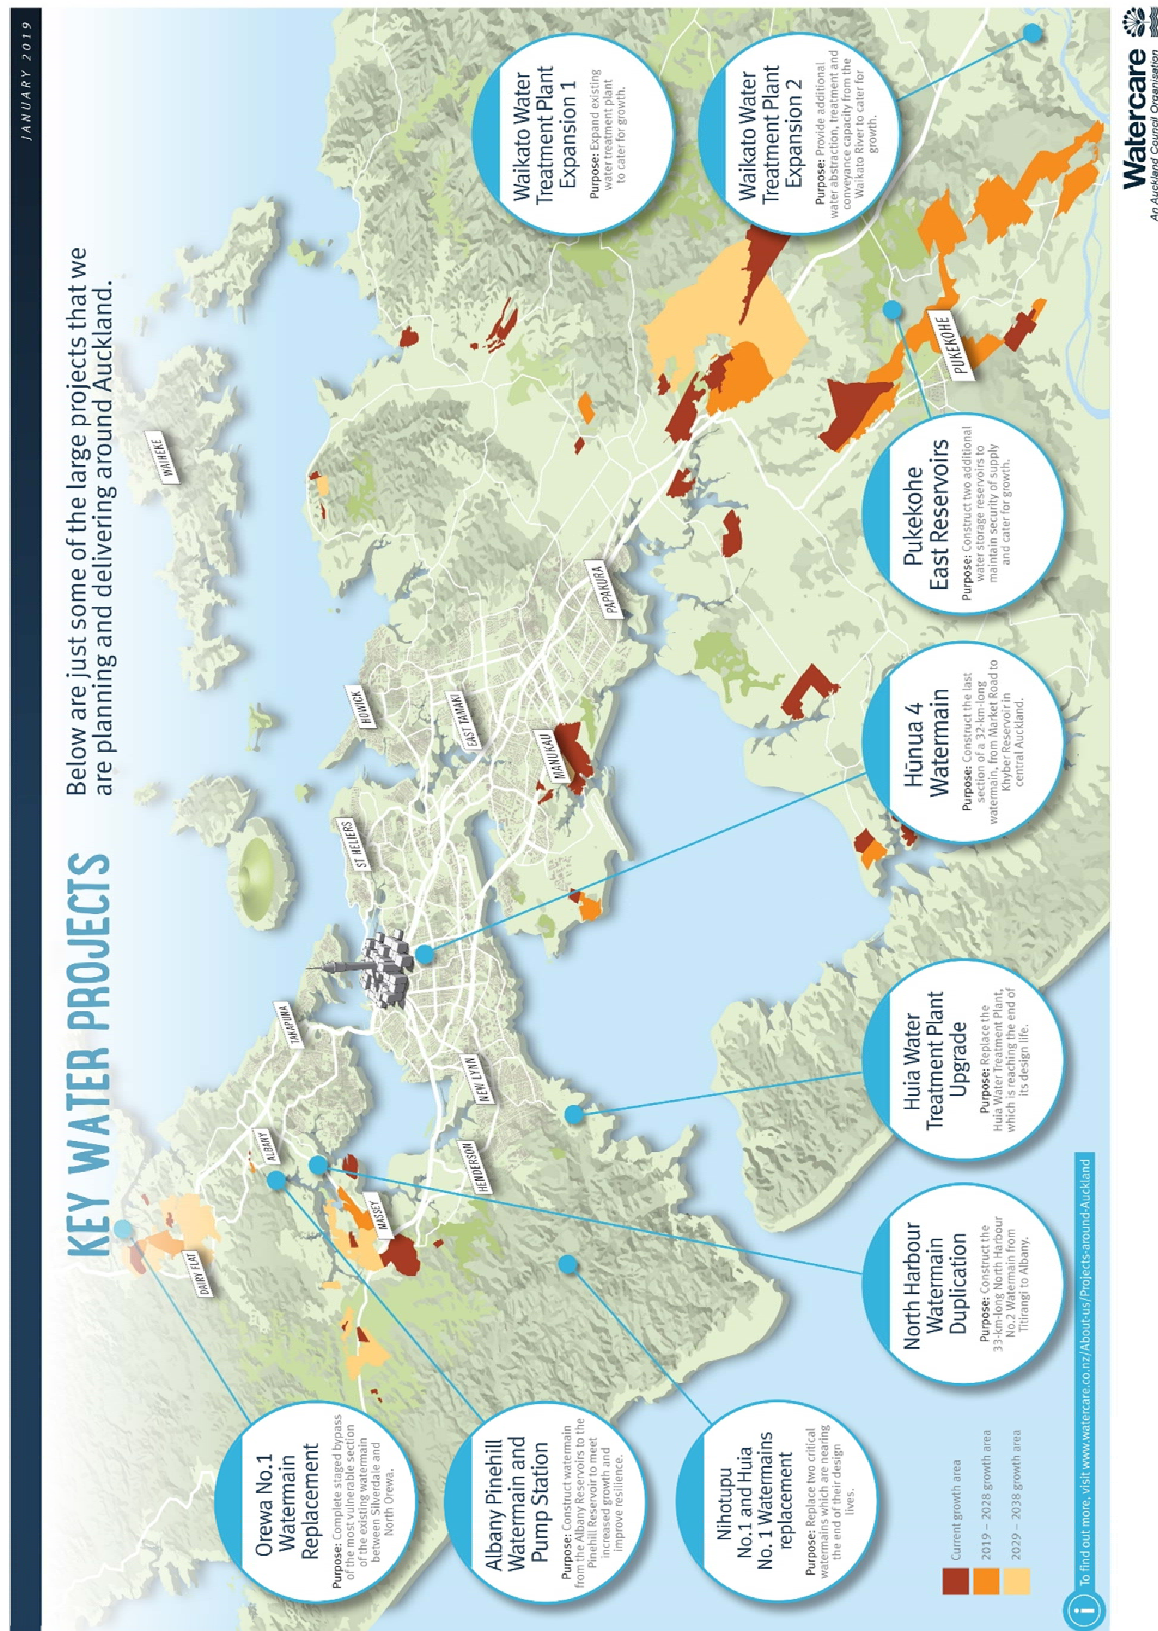 JANUARY 2019
KEY WATER PROJECTS
Below are just some of the large projects that we
are planning and delivering around Auckland.
Orewa No.1
Watermain
Replacement
Purpose: Complete staged bypass
of the most vulnerable section
of the existing watermain
between Silverdale and
North Orewa.
Albany Pinehill
Watermain and
Pump Station
Purpose: Construct watermain
from the Albany Reservoirs to the
Pinehill Reservoir to meet
increased growth and
improve resilience.
Nihotupu
No.1 and Huia
No. 1 Watermains
replacement
Purpose: Replace two critical
watermains which are nearing
the end of their design
lives.
North Harbour
Watermain
Duplication
Purpose: Construct the
33-km-long North Harbour
No.2 Watermain from
Titirangi to Albany.
Huia Water
Treatment Plant
Upgrade
Purpose: Replace the
Huia Water Treatment Plant,
which is reaching the end of
its design life.
Hūnua 4
Watermain
Purpose: Construct the last
section of a 32-km-long
watermain, from Market Road to
Khyber Reservoir in
central Auckland.
Pukekohe
East Reservoirs
Purpose: Construct two additional
water storage reservoirs to
maintain security of supply
and cater for growth.
Waikato Water
Treatment Plant
Expansion 1
Purpose: Expand existing
water treatment plant
to cater for growth.
Waikato Water
Treatment Plant
Expansion 2
Purpose: Provide additional
water abstraction, treatment and
conveyance capacity from the
Waikato River to cater for
growth.
DAIRY FLAT
ALBANY
TAKAPUNA
MASSEY
HENDERSON
NEW LYNN
ST HELIERS
WAIHEKE
HOWICK
EAST TAMAKI
MANUKAU
PAPAKURA
PUKEKOHE
Current growth area
2019 – 2028 growth area
2029 – 2038 growth area
i
To find out more, visit www.watercare.co.nz/About-us/Projects-around-Auckland
Watercare
An Auckland Council Organisation